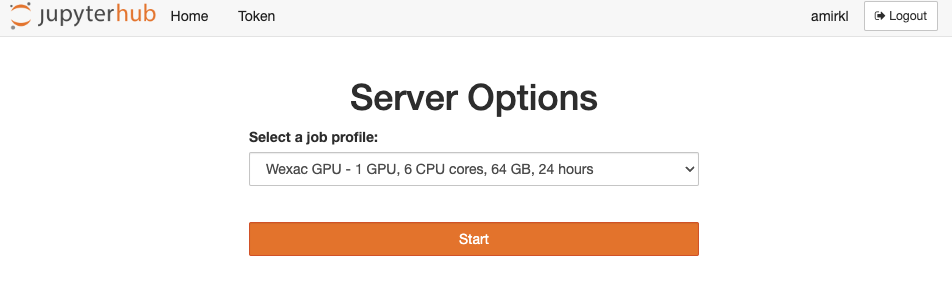 jupyterhub Home Token amirkl Logout
Server Options
Select a job profile:
Wexac GPU - 1 GPU, 6 CPU cores, 64 GB, 24 hours
Start